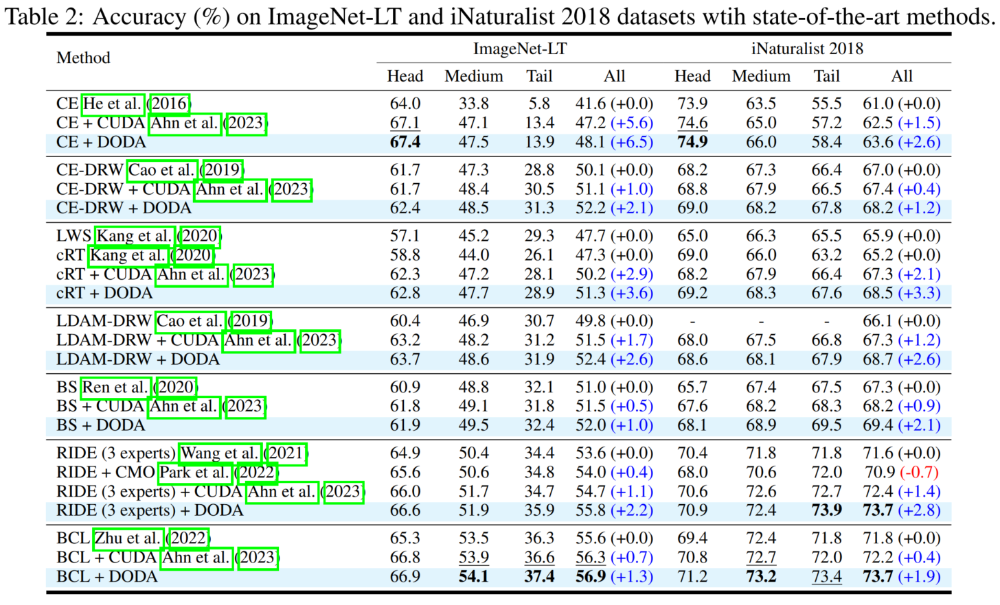 Table 2: Accuracy (%) on ImageNet-LT and iNaturalist 2018 datasets wtih state-of-the-art methods.
Method ImageNet-LT iNaturalist 2018
Head Medium Tail All Head Medium Tail All
CE He et al. (2016) 64.0 33.8 5.8 41.6 (+0.0) 73.9 63.5 55.5 61.0 (+0.0)
CE + CUDA Ahn et al. (2023) 67.1 47.1 13.4 47.2 (+5.6) 74.6 65.0 57.2 62.5 (+1.5)
CE + DODA 67.4 47.5 13.9 48.1 (+6.5) 74.9 66.0 58.4 63.6 (+2.6)
CE-DRW Cao et al. (2019) 61.7 47.3 28.8 50.1 (+0.0) 68.2 67.3 66.4 67.0 (+0.0)
CE-DRW + CUDA Ahn et al. (2023) 61.7 48.4 30.5 51.1 (+1.0) 68.8 67.9 66.5 67.4 (+0.4)
CE-DRW + DODA 62.4 48.5 31.3 52.2 (+2.1) 69.0 68.2 67.8 68.2 (+1.2)
LWS Kang et al. (2020) 57.1 45.2 29.3 47.7 (+0.0) 65.0 66.3 65.5 65.9 (+0.0)
cRT Kang et al. (2020) 58.8 44.0 26.1 47.3 (+0.0) 69.0 66.0 63.2 65.2 (+0.0)
cRT + CUDA Ahn et al. (2023) 62.3 47.2 28.1 50.2 (+2.9) 68.2 67.9 66.4 67.3 (+2.1)
cRT + DODA 62.8 47.7 28.9 51.3 (+3.6) 69.2 68.3 67.6 68.5 (+3.3)
LDAM-DRW Cao et al. (2019) 60.4 46.9 30.7 49.8 (+0.0) - - - 66.1 (+0.0)
LDAM-DRW + CUDA Ahn et al. (2023) 63.2 48.2 31.2 51.5 (+1.7) 68.0 67.5 66.8 67.3 (+1.2)
LDAM-DRW + DODA 63.7 48.6 31.9 52.4 (+2.6) 68.6 68.1 67.9 68.7 (+2.6)
BS Ren et al. (2020) 60.9 48.8 32.1 51.0 (+0.0) 65.7 67.4 67.5 67.3 (+0.0)
BS + CUDA Ahn et al. (2023) 61.8 49.1 31.8 51.5 (+0.5) 67.6 68.2 68.3 68.2 (+0.9)
BS + DODA 61.9 49.5 32.4 52.0 (+1.0) 68.1 68.9 69.5 69.4 (+2.1)
RIDE (3 experts) Wang et al. (2021) 64.9 50.4 34.4 53.6 (+0.0) 70.4 71.8 71.8 71.6 (+0.0)
RIDE + CMO Park et al. (2022) 65.6 50.6 34.8 54.0 (+0.4) 68.0 70.6 72.0 70.9 (-0.7)
RIDE (3 experts) + CUDA Ahn et al. (2023) 66.0 51.7 34.7 54.7 (+1.1) 70.6 72.6 72.7 72.4 (+1.4)
RIDE (3 experts) + DODA 66.6 51.9 35.9 55.8 (+2.2) 70.9 72.4 73.9 73.7 (+2.8)
BCL Zhu et al. (2022) 65.3 53.5 36.3 55.6 (+0.0) 69.4 72.4 71.8 71.8 (+0.0)
BCL + CUDA Ahn et al. (2023) 66.8 53.9 36.6 56.3 (+0.7) 70.8 72.7 72.0 72.2 (+0.4)
BCL + DODA 66.9 54.1 37.4 56.9 (+1.3) 71.2 73.2 73.4 73.7 (+1.9)